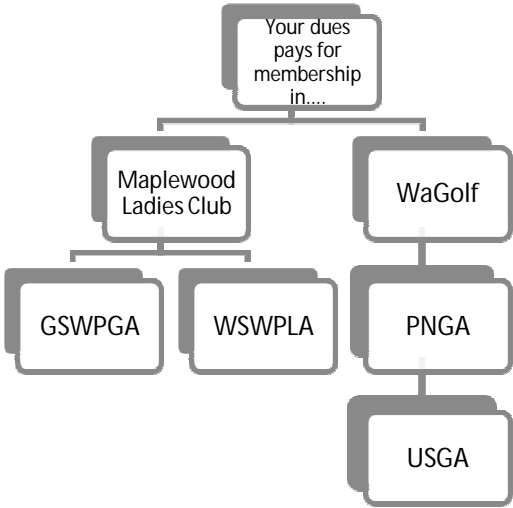 Your dues
pays for
membership
in....
Maplewood
Ladies Club
WaGolf
GSWPGA
WSWPLA
PNGA
USGA